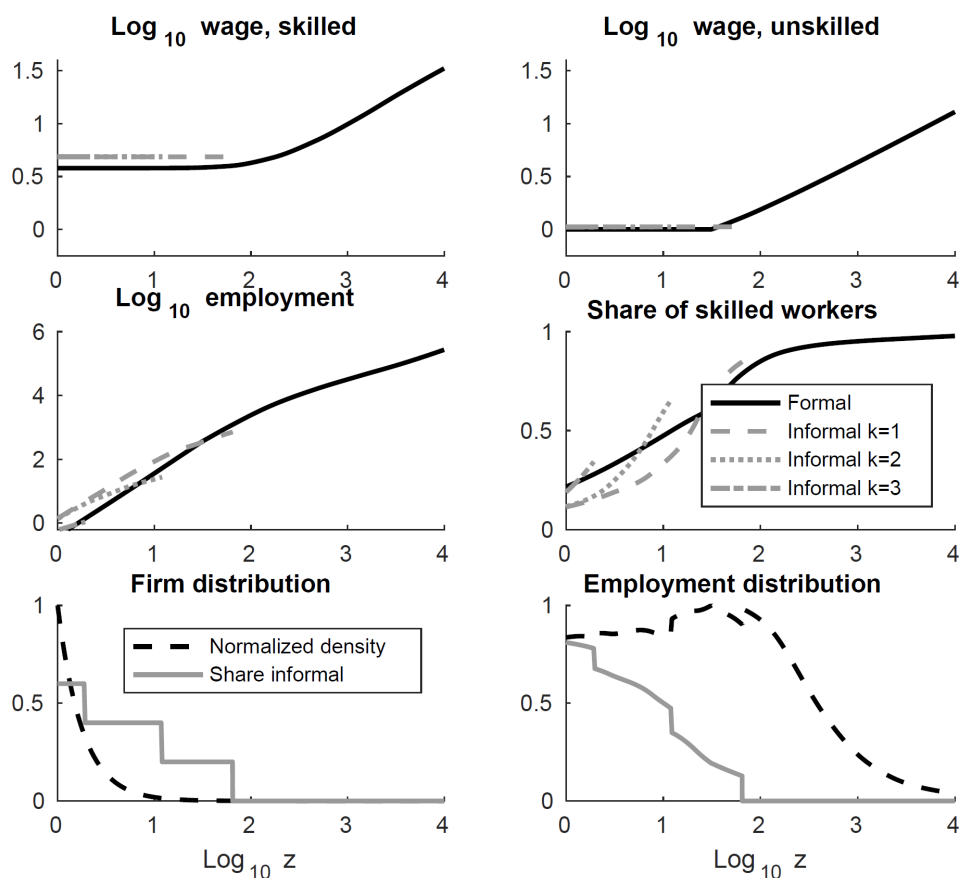 Log 10 wage, skilled
1.5
1
0.5
0
0 1 2 3 4
Log 10 wage, unskilled
1.5
1
0.5
0
0 1 2 3 4
Log 10 employment
6
4
2
0
0 1 2 3 4
Share of skilled workers
1
0.5
0
Formal
Informal k=1
Informal k=2
Informal k=3
0 1 2 3 4
Firm distribution
1
0.5
0
Normalized density
Share informal
0 1 2 3 4
Log 10 z
Employment distribution
1
0.5
0
0 1 2 3 4
Log 10 z